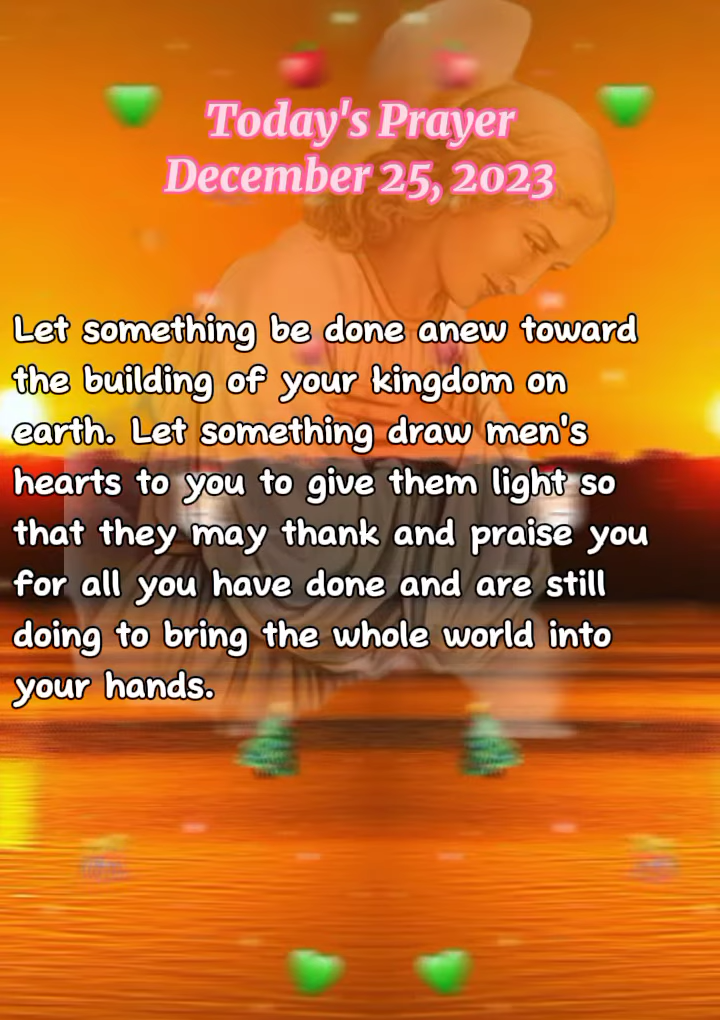 Today's Prayer
December 25, 2023
Let something be done anew toward
the building of your kingdom on
earth. Let something draw men's
hearts to you to give them light so
that they may thank and praise you
for all you have done and are still
doing to bring the whole world into
your hands.